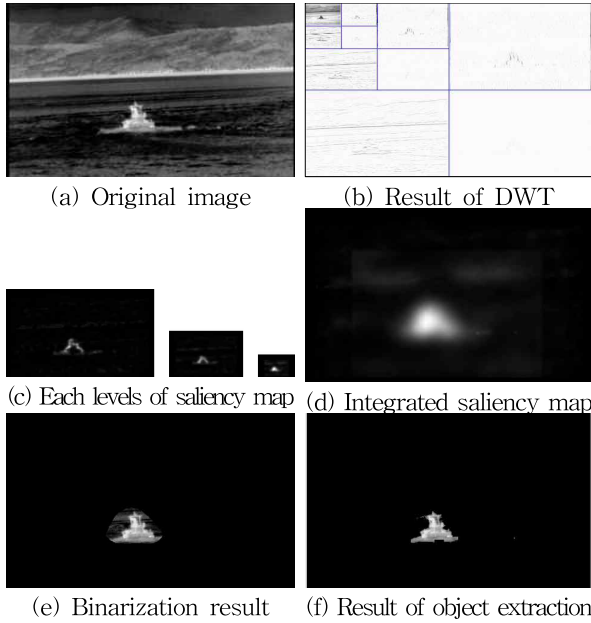 (a) Original image
(b) Result of DWT
(c) Each levels of saliency map
(d) Integrated saliency map
(e) Binarization result
(f) Result of object extraction